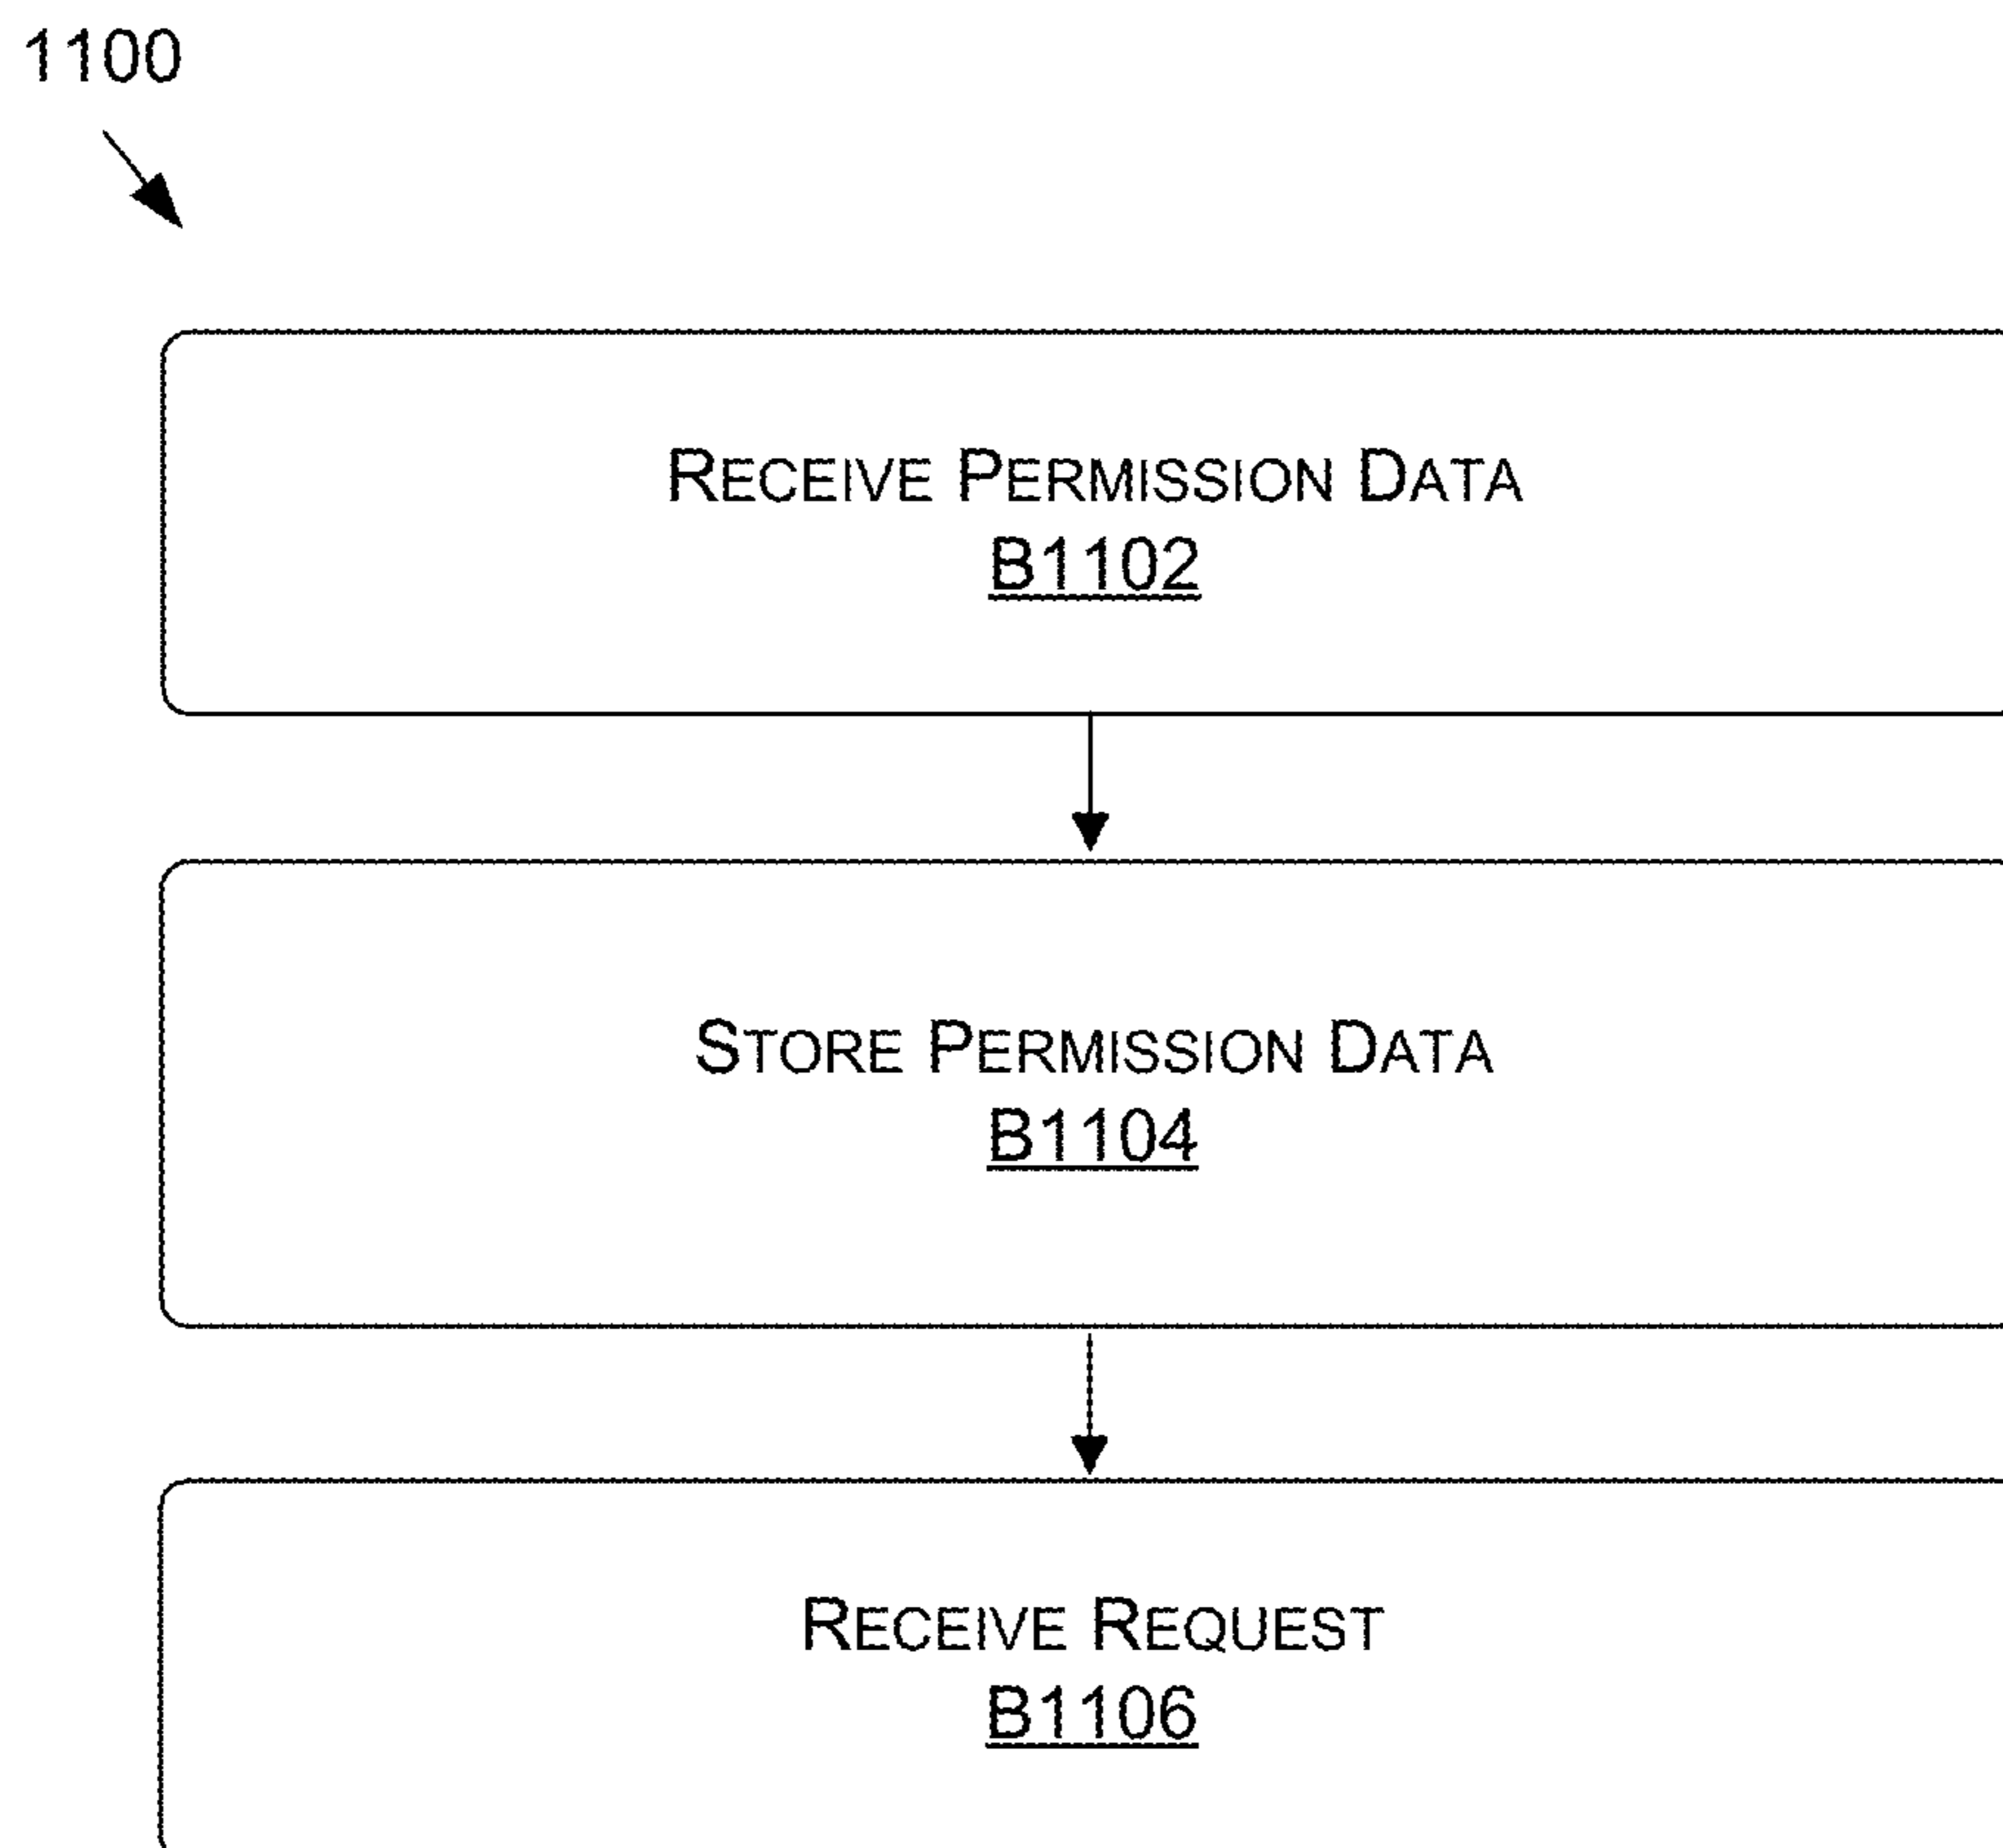 1100
RECEIVE PERMISSION DATA
B1102
STORE PERMISSION DATA
B1104
RECEIVE REQUEST
B1106